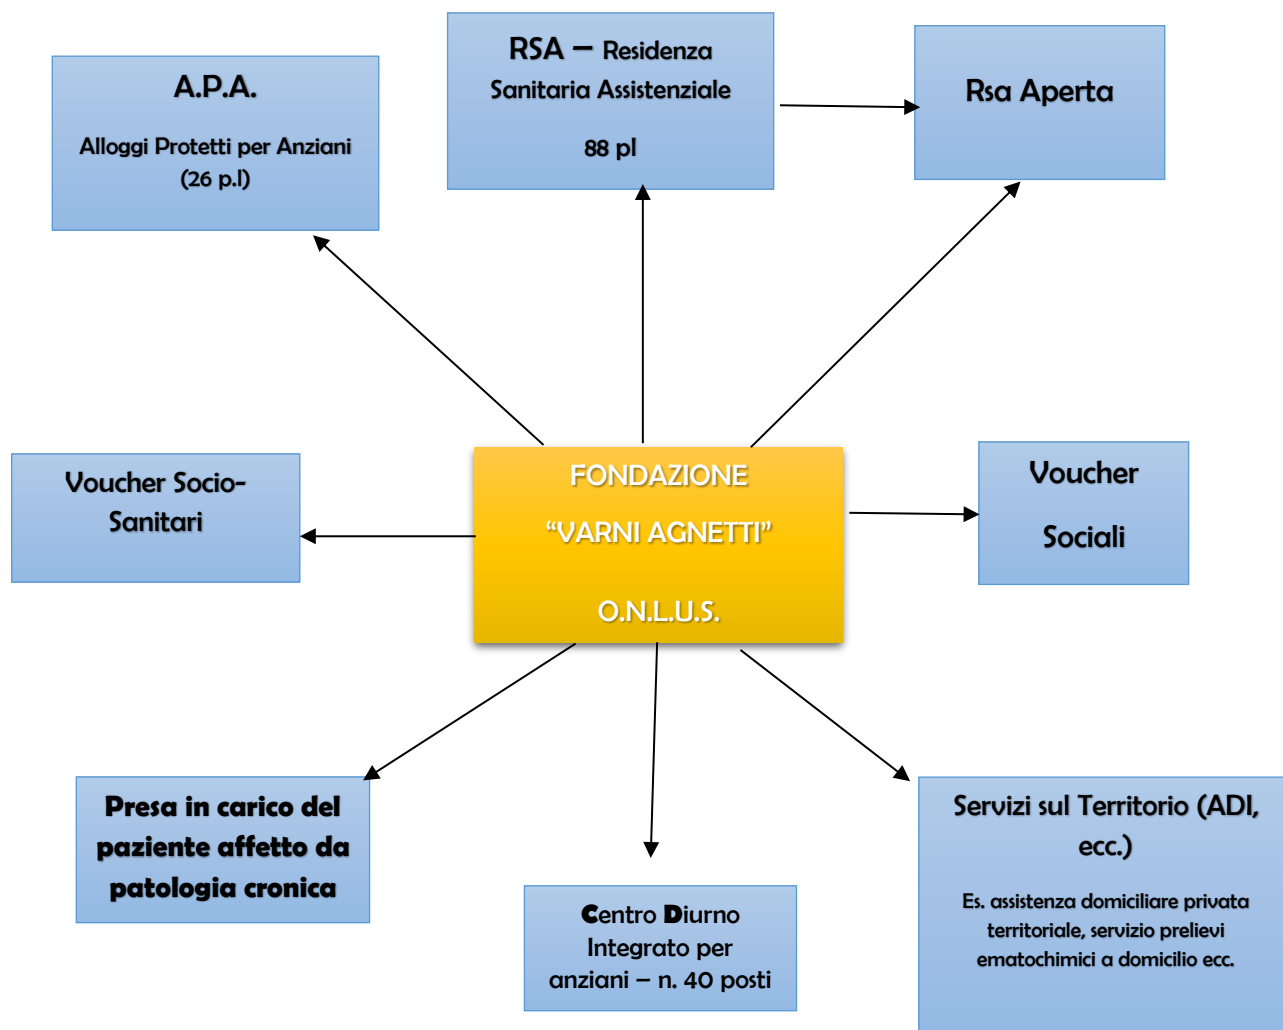 A.P.A.
Alloggi Protetti per Anziani
(26 p.l)
RSA – Residenza
Sanitaria Assistenziale
88 pl
Rsa Aperta
Voucher Socio-
Sanitari
FONDAZIONE
“VARNI AGNETTI”
O.N.L.U.S.
Voucher
Sociali
Presa in carico del
paziente affetto da
patologia cronica
Centro Diurno
Integrato per
anziani – n. 40 posti
Servizi sul Territorio (ADI,
ecc.)
Es. assistenza domiciliare privata
territoriale, servizio prelievi
ematochimici a domicilio ecc.